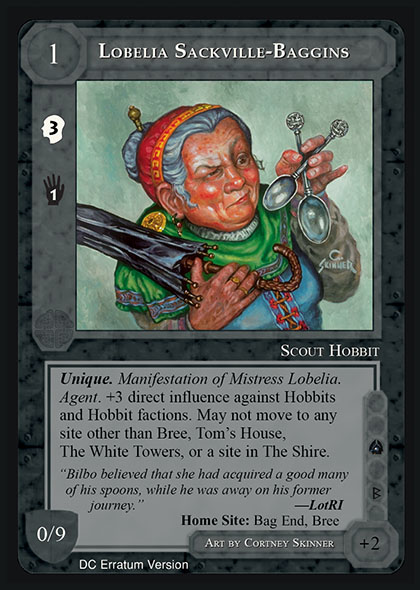 1
LOBELIA SACKVILLE-BAGGINS
3
1
SKINNER
SCOUT HOBBIT
Unique. Manifestation of Mistress Lobelia.
Agent. +3 direct influence against Hobbits
and Hobbit factions. May not move to any
site other than Bree, Tom's House,
The White Towers, or a site in The Shire.
“Bilbo believed that she had acquired a good many
of his spoons, while he was away on his former
journey.” —LotRI
Home Site: Bag End, Bree
0/9
ART BY CORTNEY SKINNER
+2
DC Erratum Version